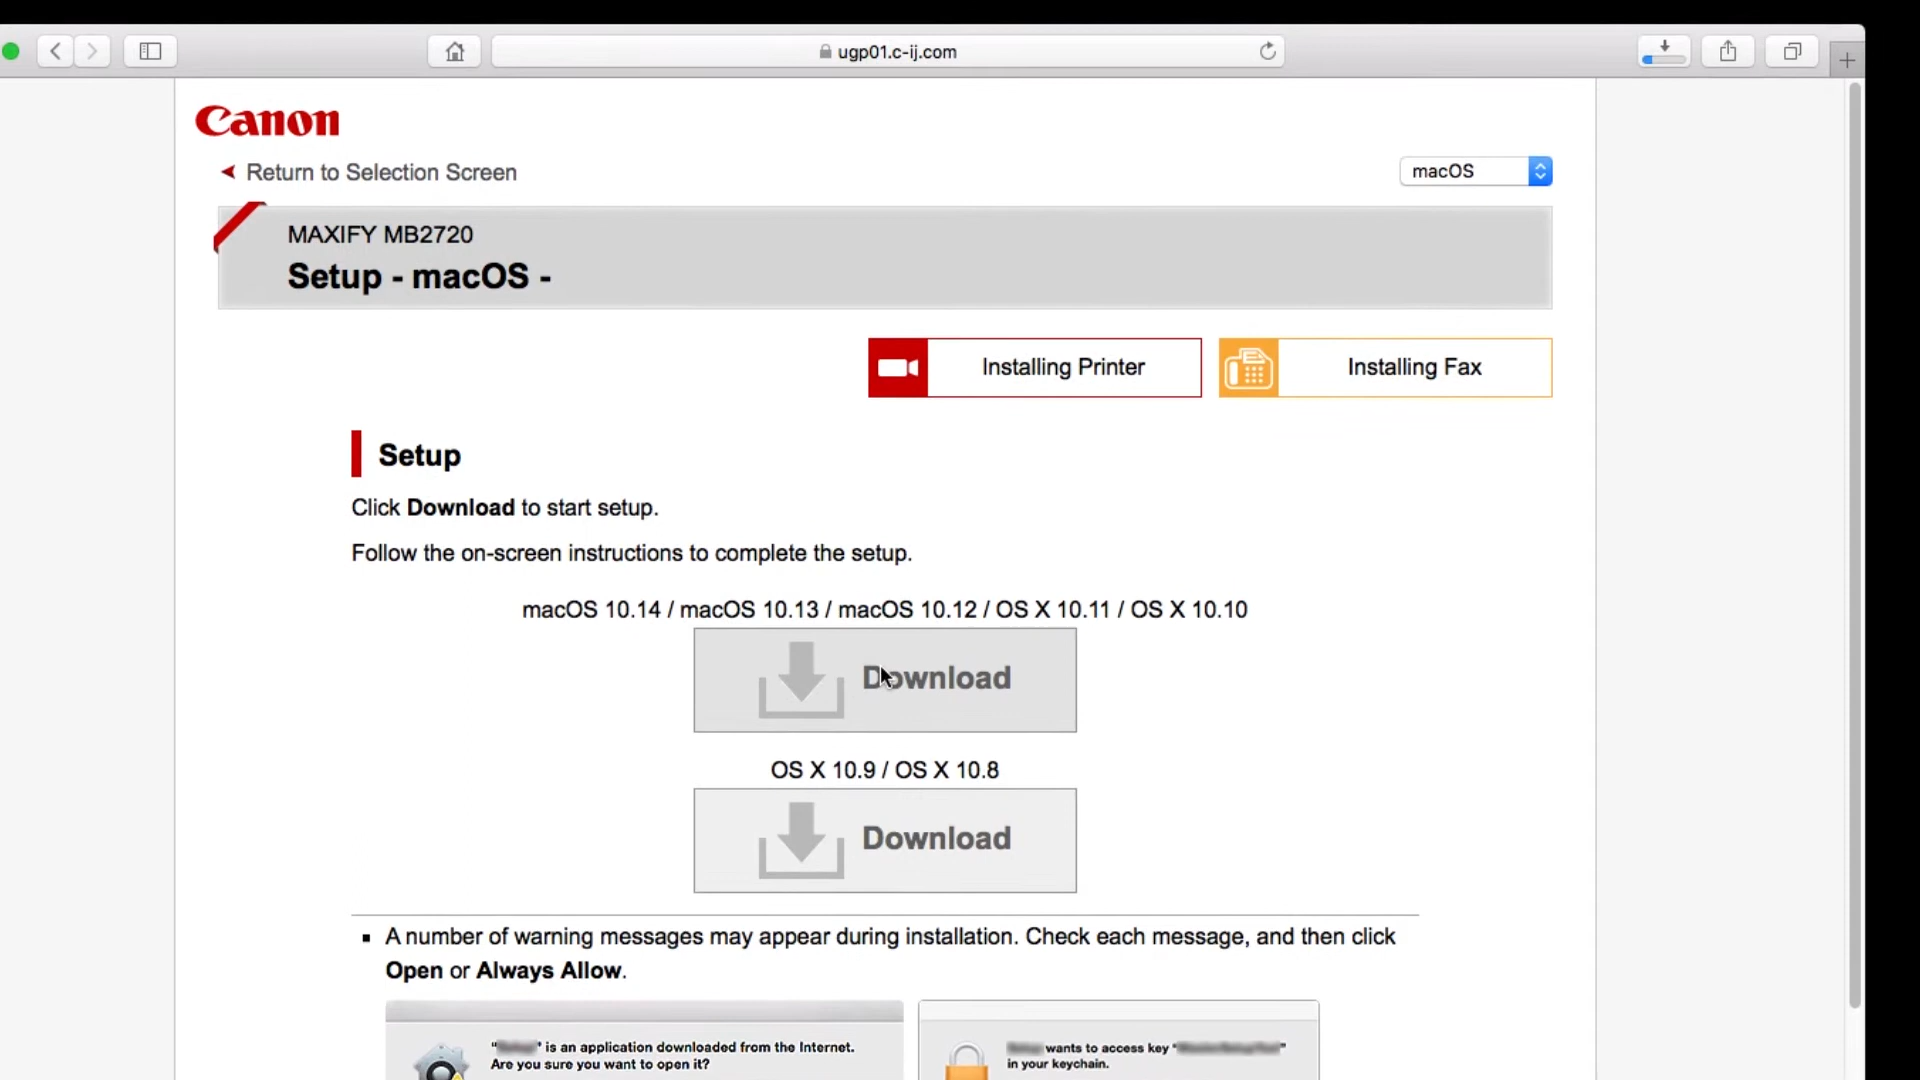 ugp01.c-ij.com
Canon
Return to Selection Screen
macOS
MAXIFY MB2720
Setup - macOS -
Installing Printer
Installing Fax
Setup
Click Download to start setup.
Follow the on-screen instructions to complete the setup.
macOS 10.14 / macOS 10.13 / macOS 10.12 / OS X 10.11 / OS X 10.10
Download
OS X 10.9 / OS X 10.8
Download
A number of warning messages may appear during installation. Check each message, and then click
Open or Always Allow.
" " is an application downloaded from the Internet.
Are you sure you want to open it?
wants to access key " "
in your keychain.